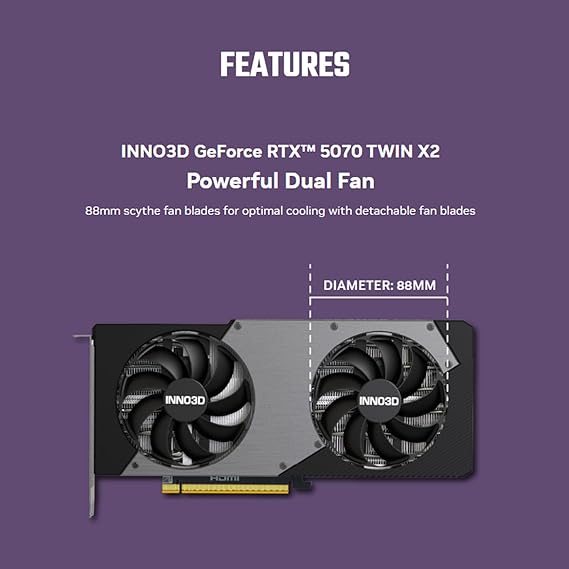 FEATURES
INNO3D GeForce RTX™ 5070 TWIN X2
Powerful Dual Fan
88mm scythe fan blades for optimal cooling with detachable fan blades
DIAMETER: 88MM
INNO3D
INNO3D
HDMI